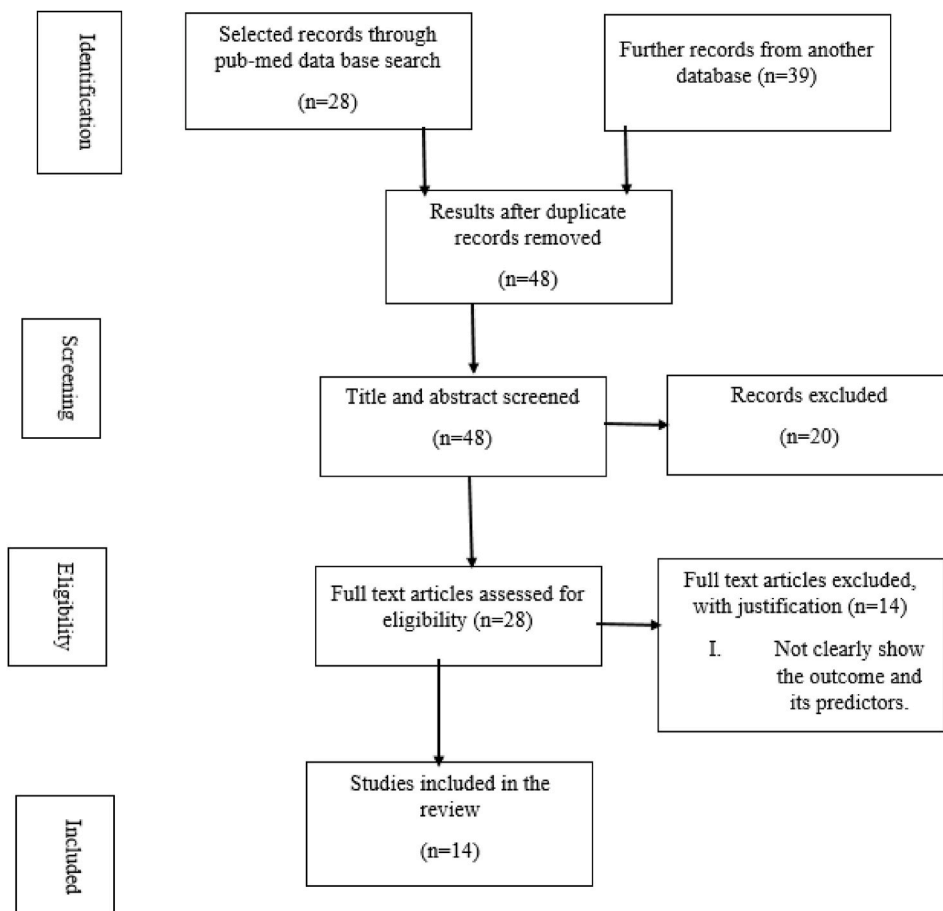 Identification
Selected records through
pub-med data base search
(n=28)
Further records from another
database (n=39)
Results after duplicate
records removed
(n=48)
Screening
Title and abstract screened
(n=48)
Records excluded
(n=20)
Eligibility
Full text articles assessed for
eligibility (n=28)
Full text articles excluded,
with justification (n=14)
I. Not clearly show
the outcome and
its predictors.
Included
Studies included in the
review
(n=14)